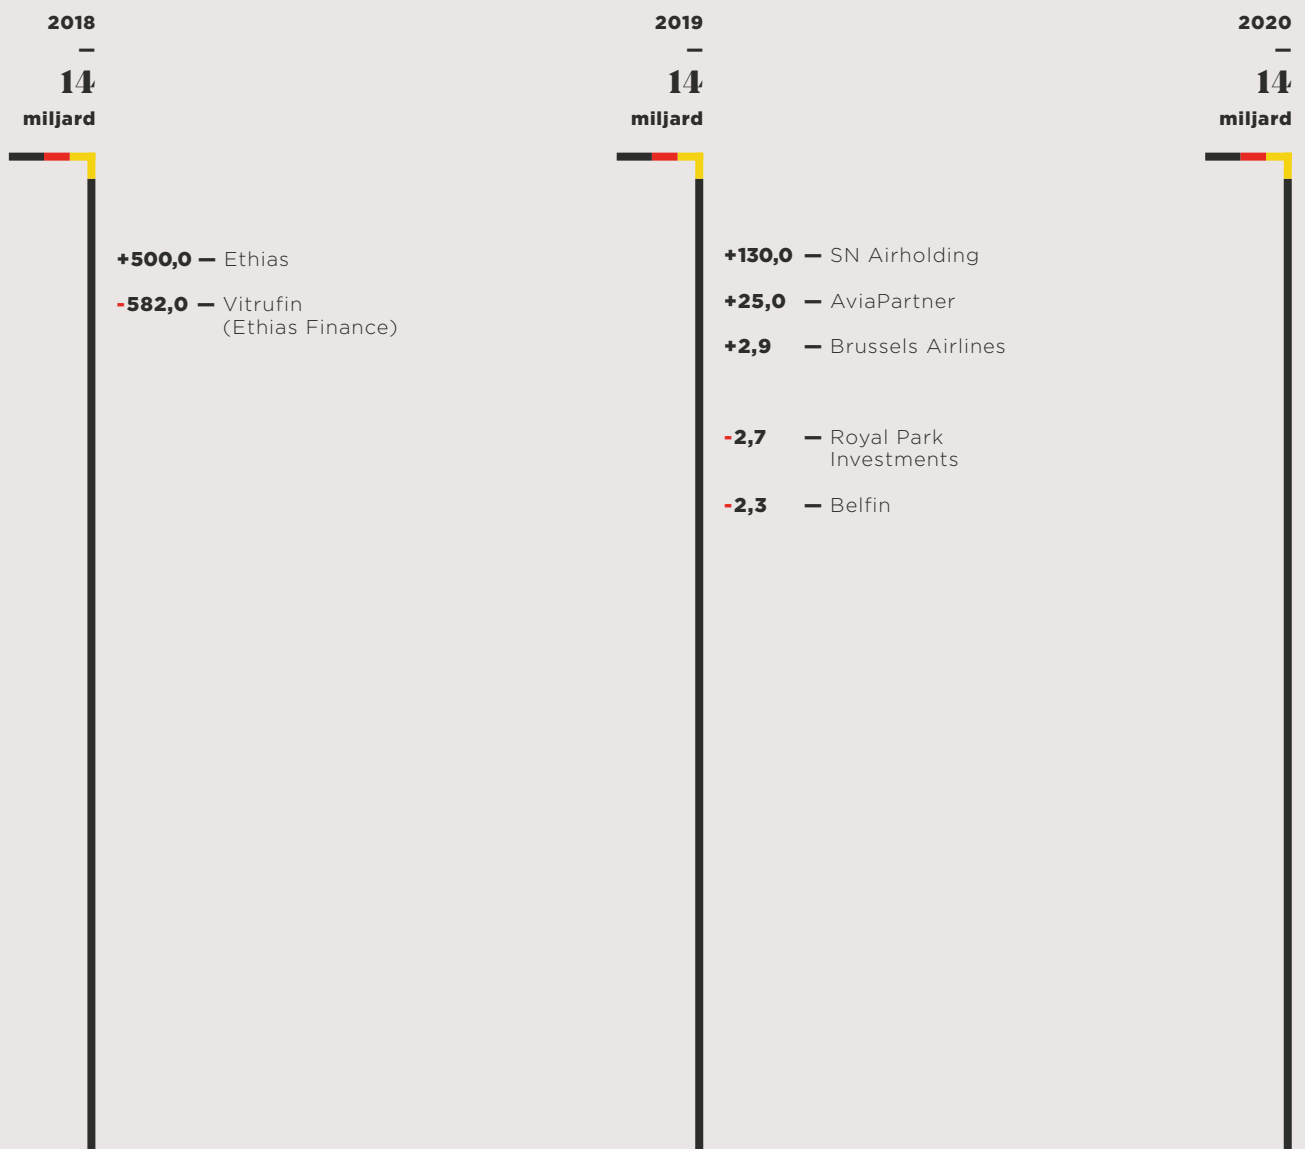 2018
—
14
miljard
+500,0 — Ethias
-582,0 — Vitrufin
(Ethias Finance)
2019
—
14
miljard
+130,0 — SN Airholding
+25,0 — AviaPartner
+2,9 — Brussels Airlines
-2,7 — Royal Park
Investments
-2,3 — Belfin
2020
—
14
miljard